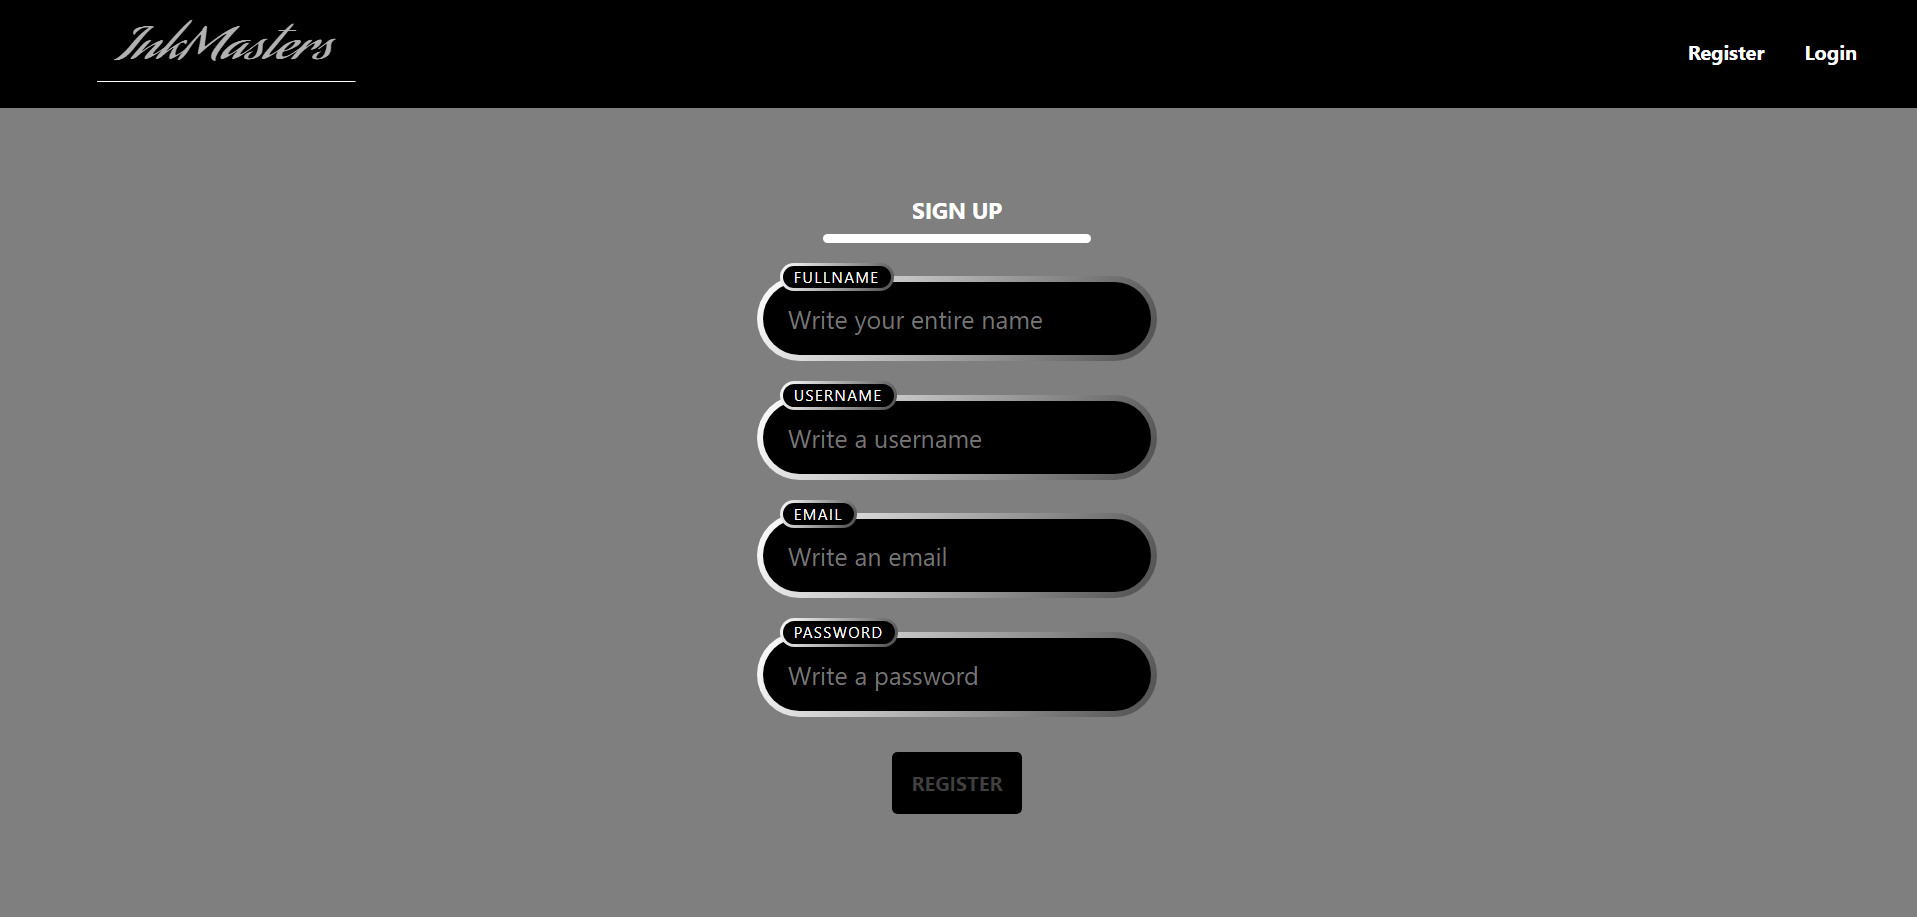 InkMasters
Register Login
SIGN UP
FULLNAME
Write your entire name
USERNAME
Write a username
EMAIL
Write an email
PASSWORD
Write a password
REGISTER